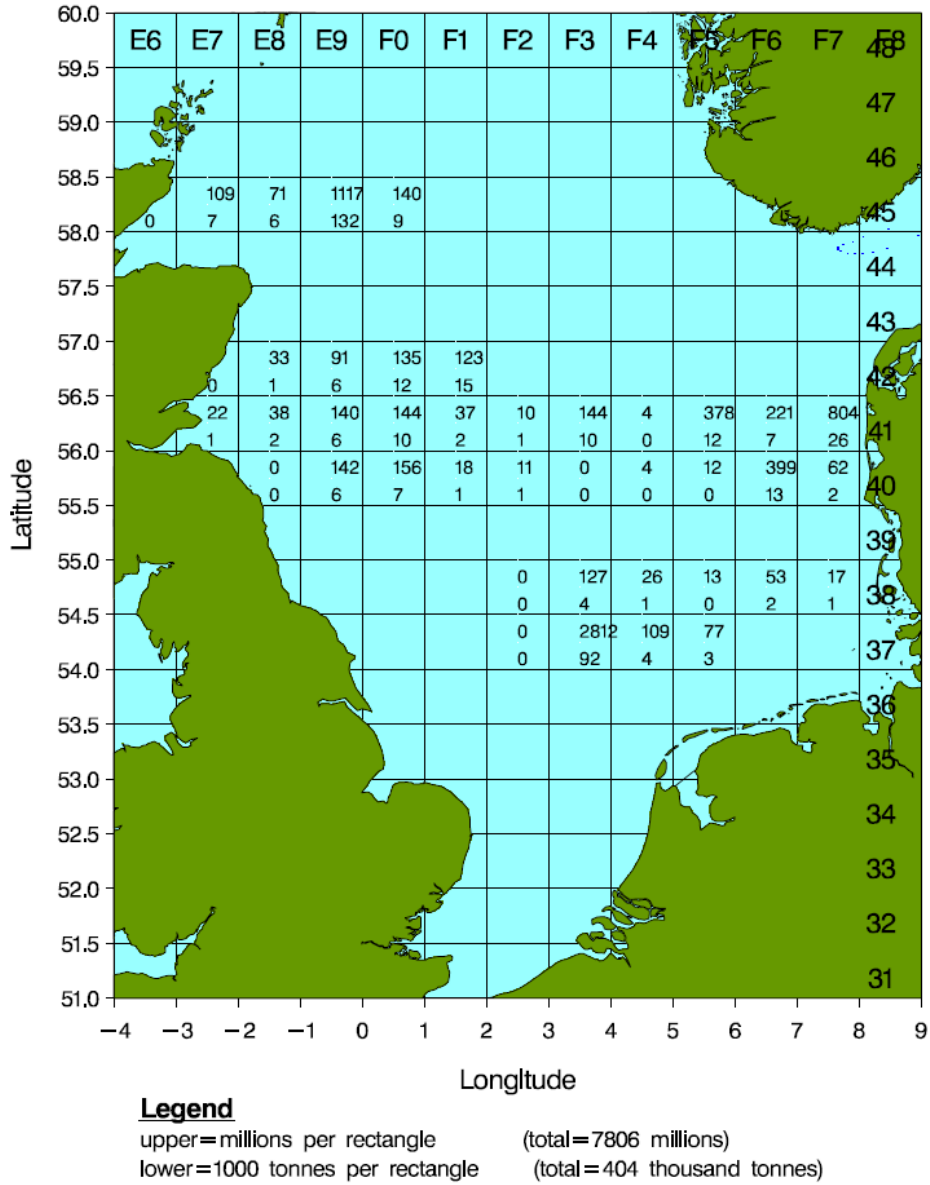 60.0 E6 E7 E8 E9 F0 F1 F2 F3 F4 F5 F6 F7 F8 48
59.5
47
59.0
46
58.5
109 71 1117 140
0 7 6 132 9 45
58.0
44
57.5
43
57.0
33 91 135 123
0 1 6 12 15 42
56.5
22 38 140 144 37 10 144 4 378 221 804
1 2 6 10 2 1 10 0 12 7 26 41
56.0
0 142 156 18 11 0 4 12 399 62
0 6 7 1 1 0 0 0 13 2 40
55.5
39
55.0
0 127 26 13 53 17
0 4 1 0 2 1 38
54.5
0 2812 109 77
0 92 4 3 37
54.0
36
53.5
35
53.0
34
52.5
33
52.0
32
51.5
31
51.0
Latitude
−4 −3 −2 −1 0 1 2 3 4 5 6 7 8 9
Longitude
Legend
upper=millions per rectangle (total=7806 millions)
lower=1000 tonnes per rectangle (total=404 thousand tonnes)